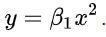 y = β₁x².